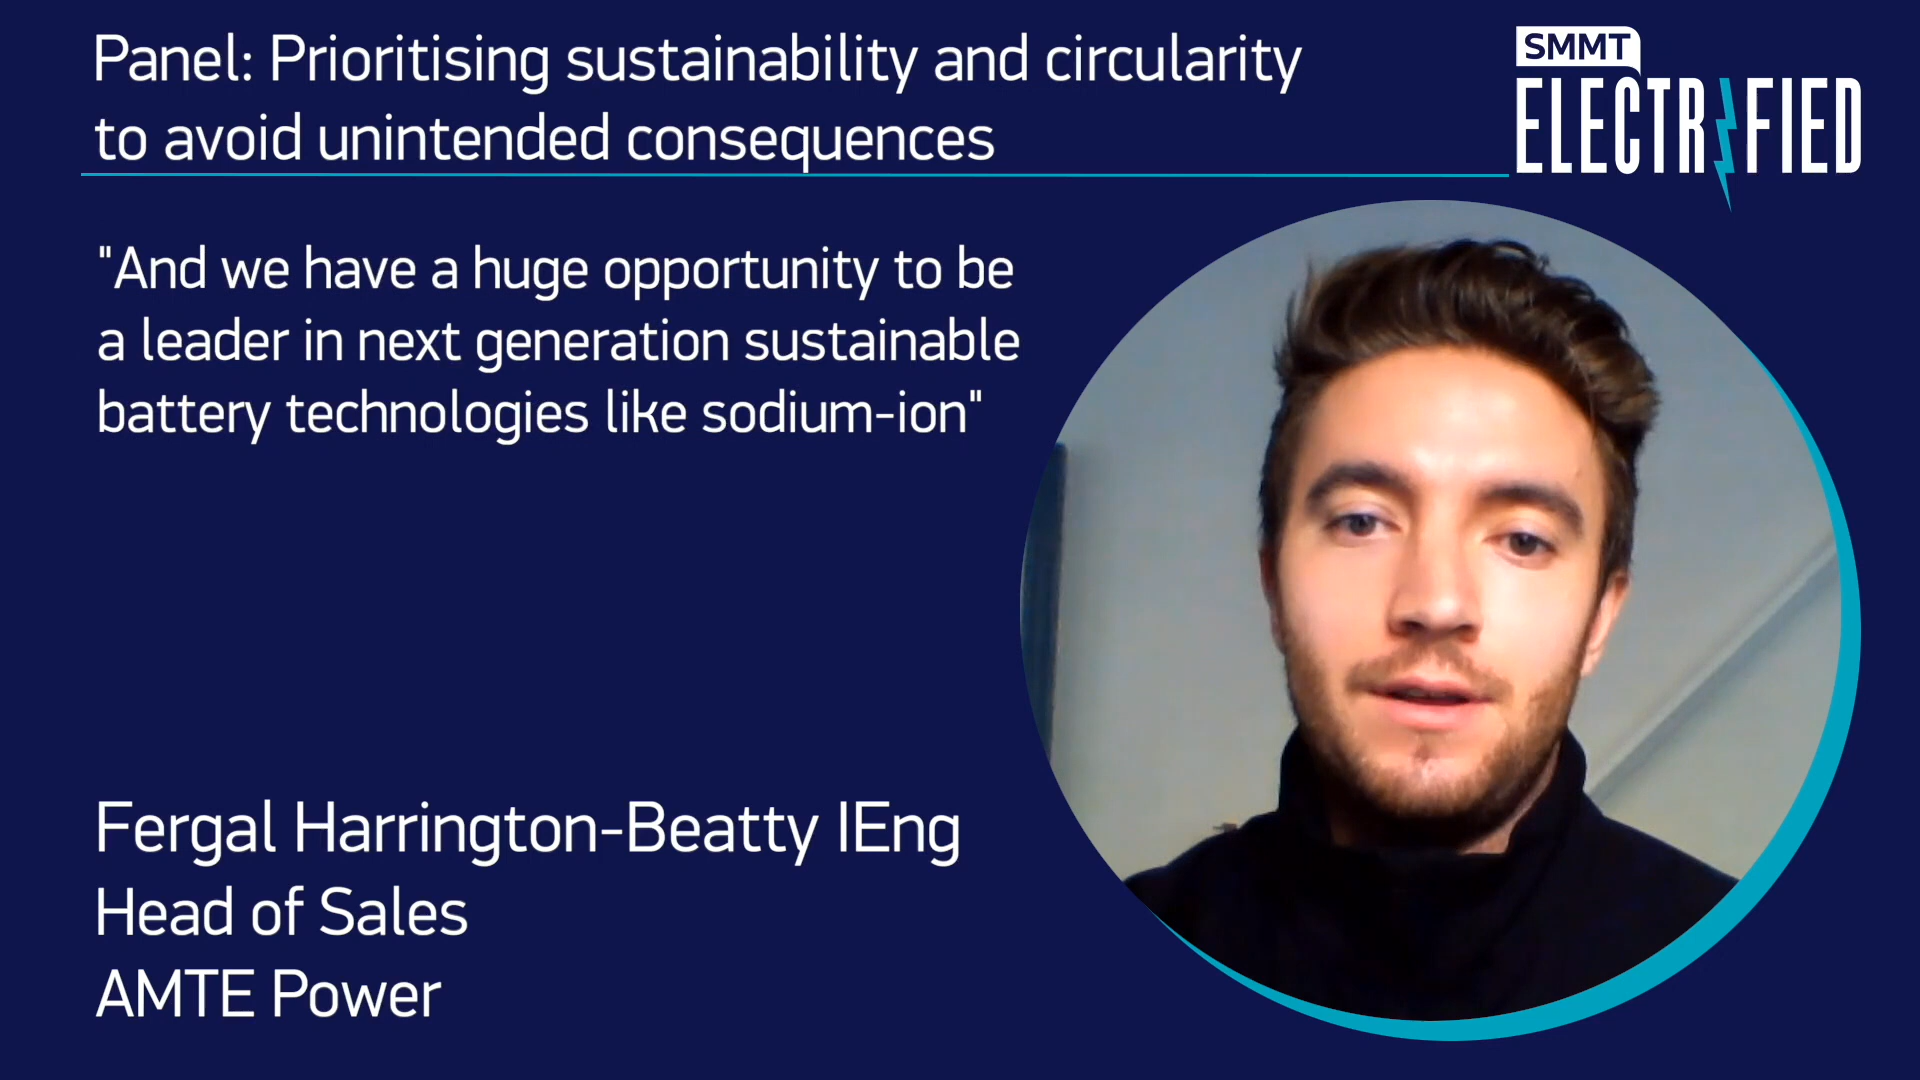 Panel: Prioritising sustainability and circularity
to avoid unintended consequences
SMMT
ELECTRIFIED
"And we have a huge opportunity to be
a leader in next generation sustainable
battery technologies like sodium-ion"
Fergal Harrington-Beatty IEng
Head of Sales
AMTE Power